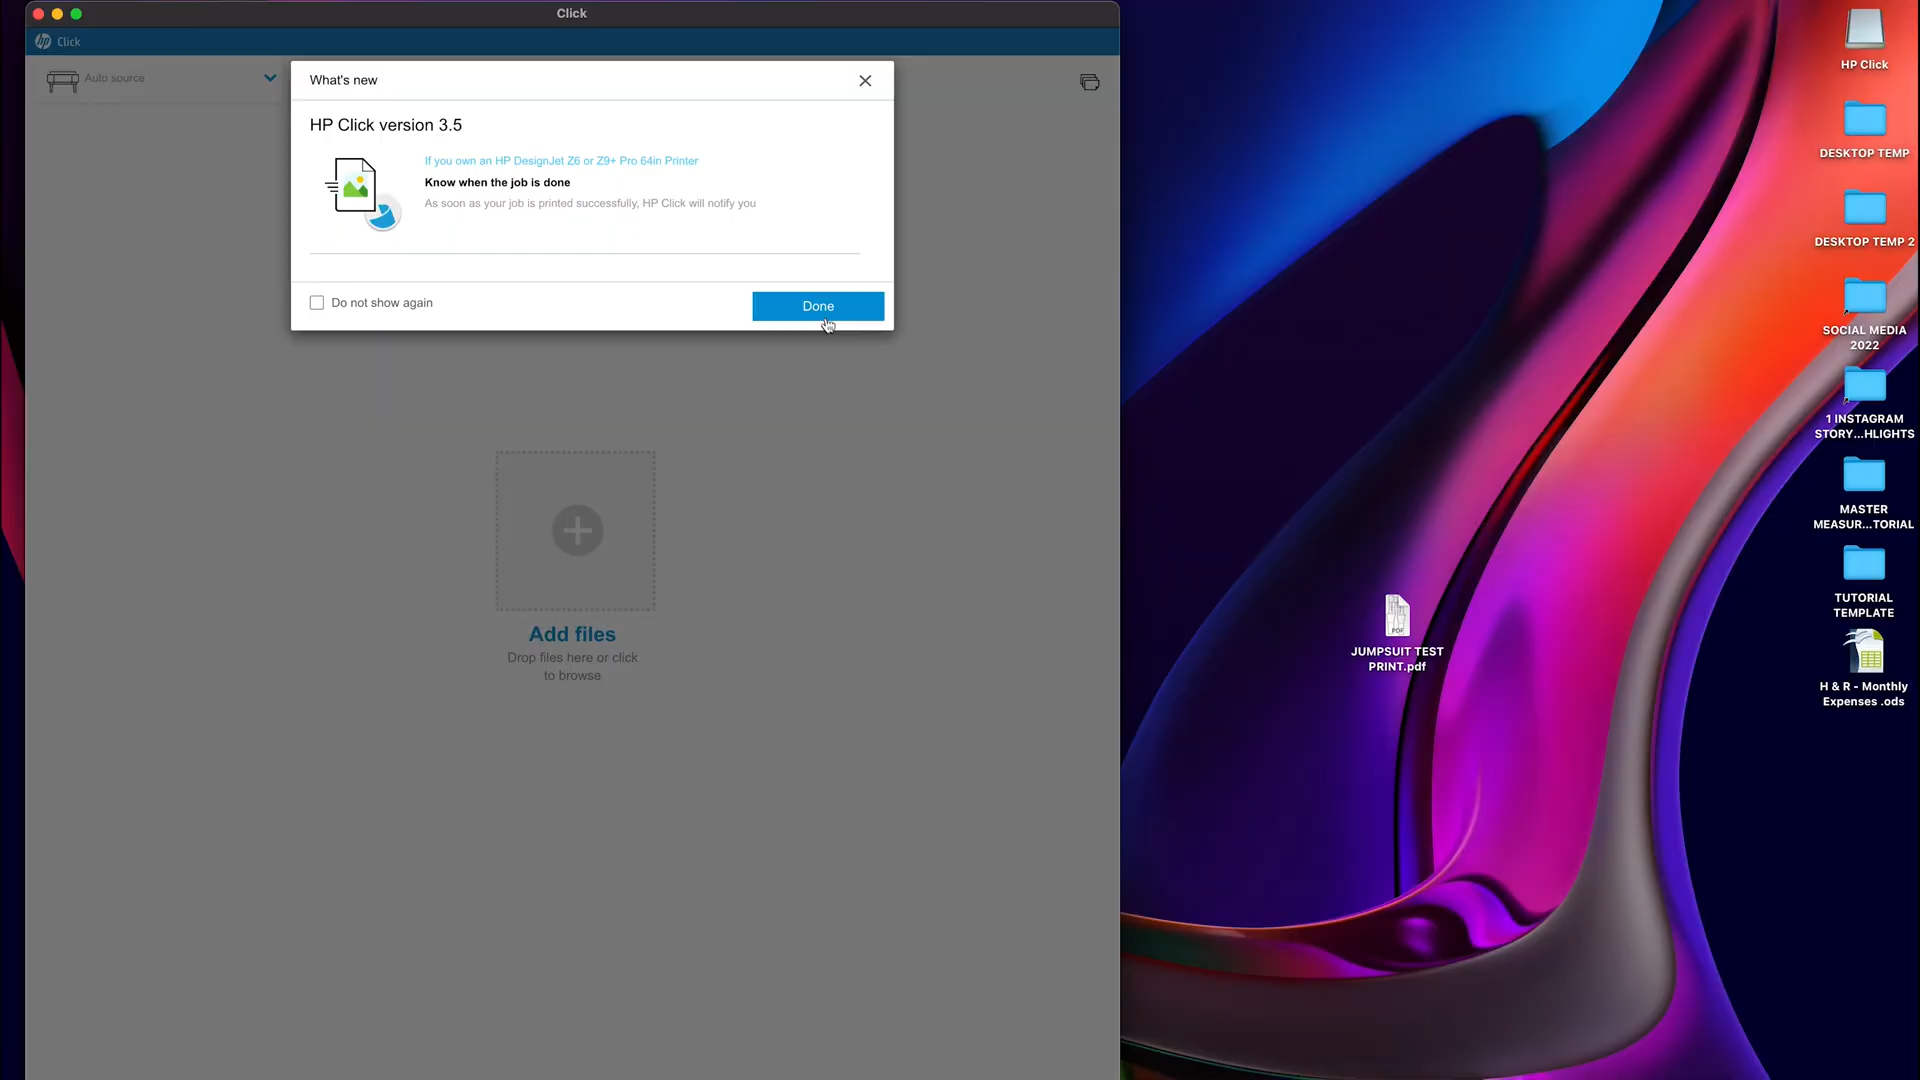 Click
hp Click
Auto source
What's new
HP Click version 3.5
If you own an HP DesignJet Z6 or Z9+ Pro 64in Printer
Know when the job is done
As soon as your job is printed successfully, HP Click will notify you
Do not show again
Done
Add files
Drop files here or click
to browse
PDF
JUMPSUIT TEST
PRINT.pdf
HP Click
DESKTOP TEMP
DESKTOP TEMP 2
SOCIAL MEDIA
2022
1 INSTAGRAM
STORY...HLIGHTS
MASTER
MEASUR...TORIAL
TUTORIAL
TEMPLATE
H & R - Monthly
Expenses .ods